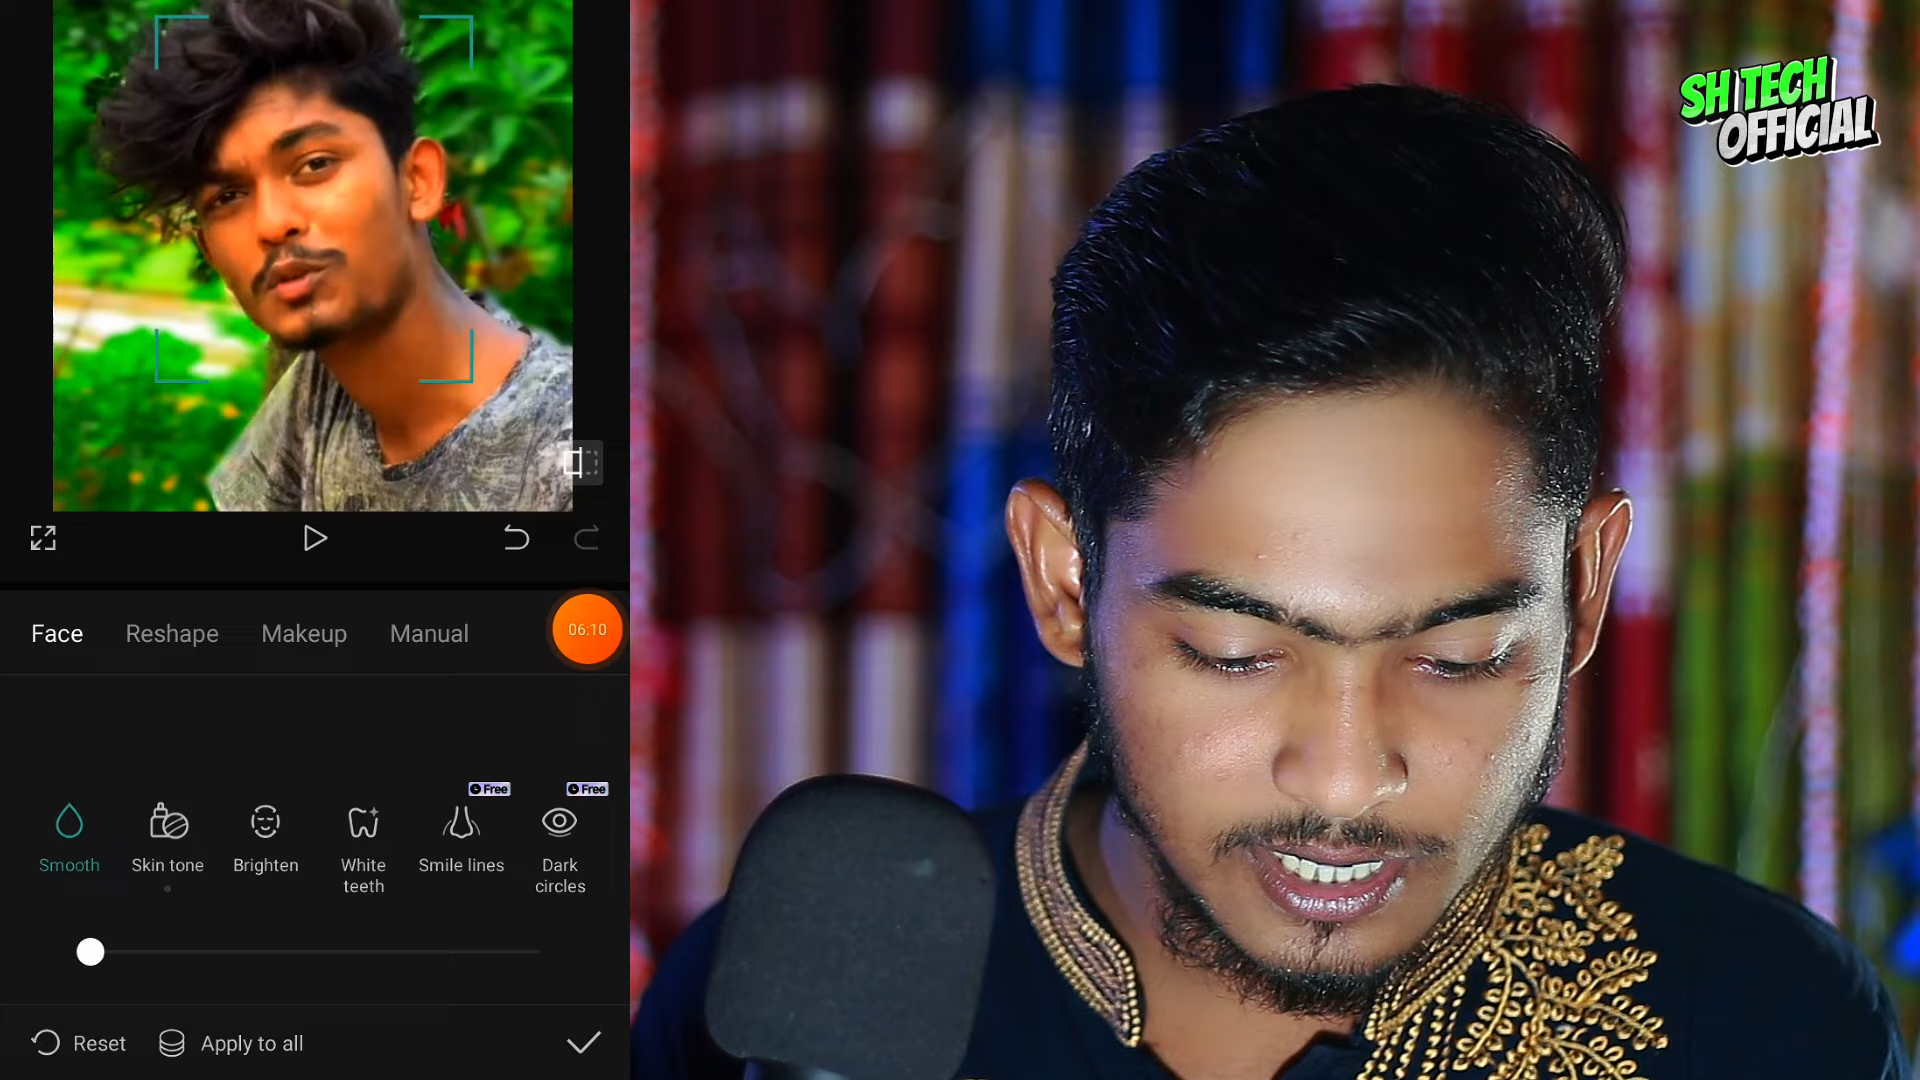 SH TECH
OFFICIAL
Face Reshape Makeup Manual
06:10
Free Free
Smooth Skin tone Brighten White teeth Smile lines Dark circles
Reset Apply to all